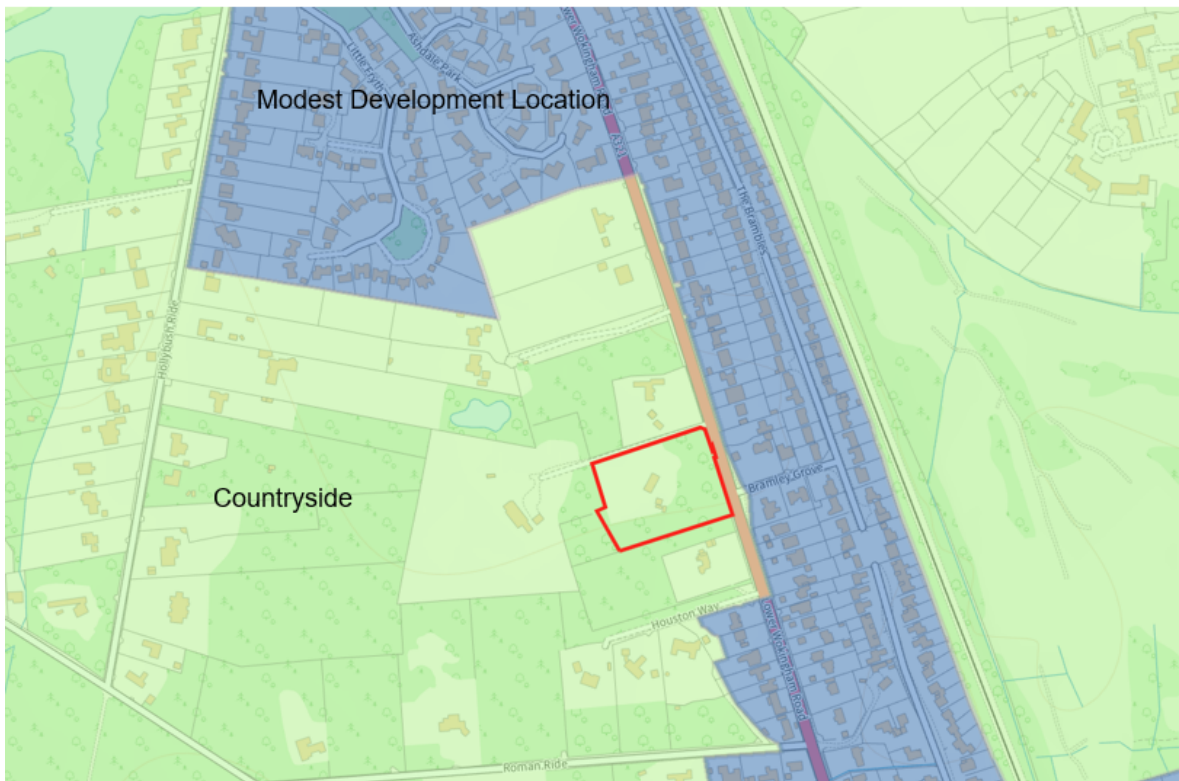 Ashdale Park
Little Fryth
Modest Development Location
A321
The Brambles
Hollybush Ride
Bramley Grove
Countryside
Houston Way
ower Wokingham Road
Roman Ride